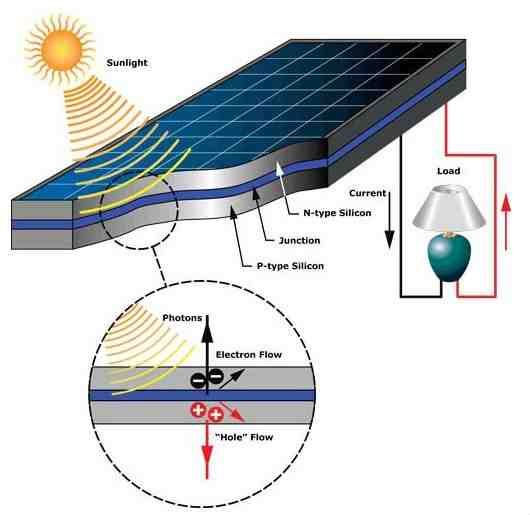 Sunlight
Load
Current
N-type Silicon
Junction
P-type Silicon
Photons
Electron Flow
"Hole" Flow